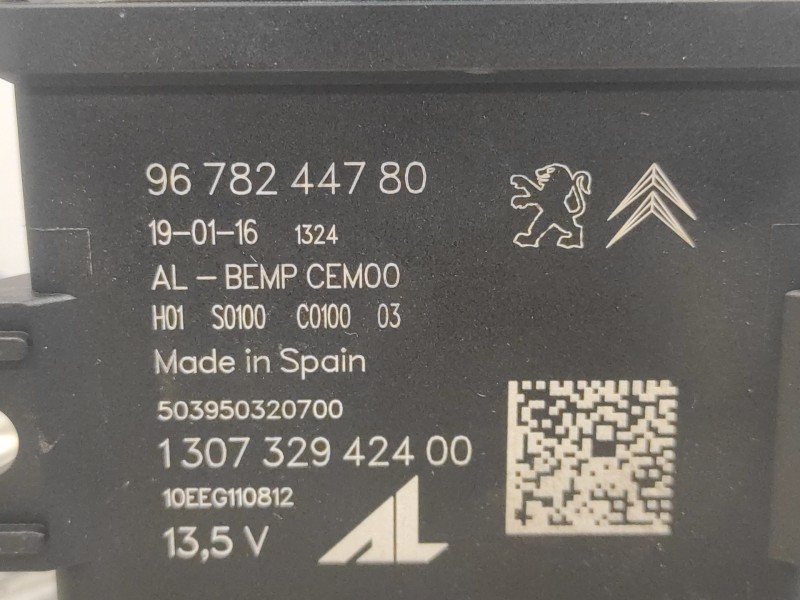 96 782 447 80
19-01-16 1324
AL - BEMP CEM00
H01 S0100 C0100 03
Made in Spain
503950320700
1 307 329 424 00
10EEG110812
13,5 V
AL